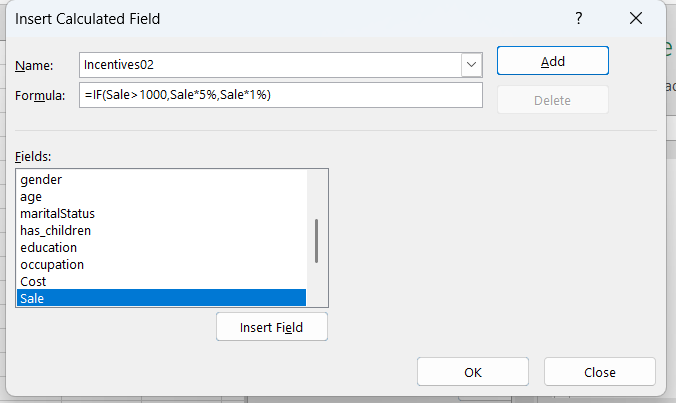 Insert Calculated Field
?
Name: Incentives02
Add
Formula: =IF(Sale>1000,Sale*5%,Sale*1%)
Delete
Fields:
gender
age
maritalStatus
has_children
education
occupation
Cost
Sale
Insert Field
OK
Close